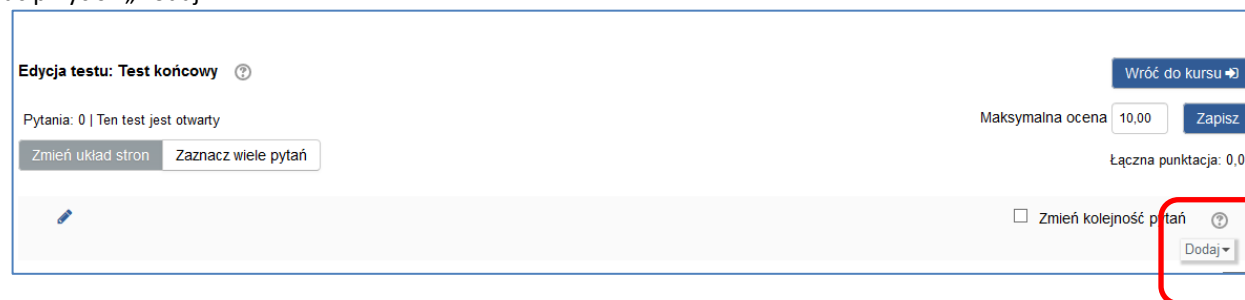 Edycja testu: Test końcowy
Wróć do kursu
Pytania: 0 | Ten test jest otwarty
Maksymalna ocena 10,00 Zapisz
Zmień układ stron Zaznacz wiele pytań
Łączna punktacja: 0,0
Zmień kolejność pytań
Dodaj